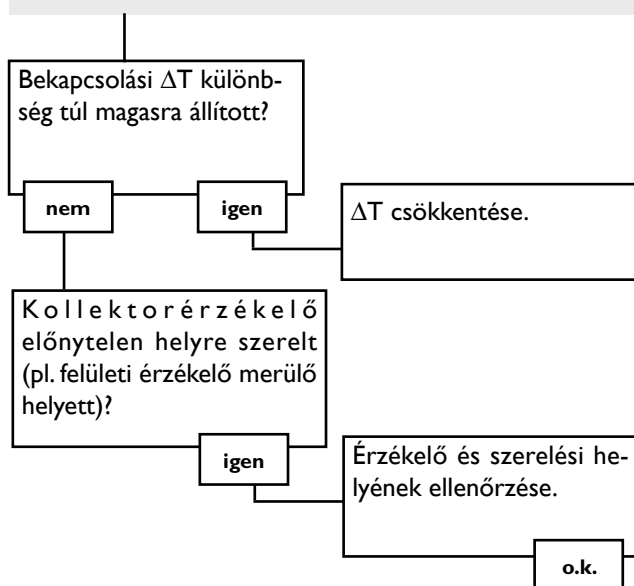 Bekapcsolási ΔT különb-
ség túl magasra állított?
nem
igen
ΔT csökkentése.
Kollektorérzékelő
előnytelen helyre szerelt
(pl. felületi érzékelő merülő
helyett)?
igen
Érzékelő és szerelési he-
lyének ellenőrzése.
o.k.